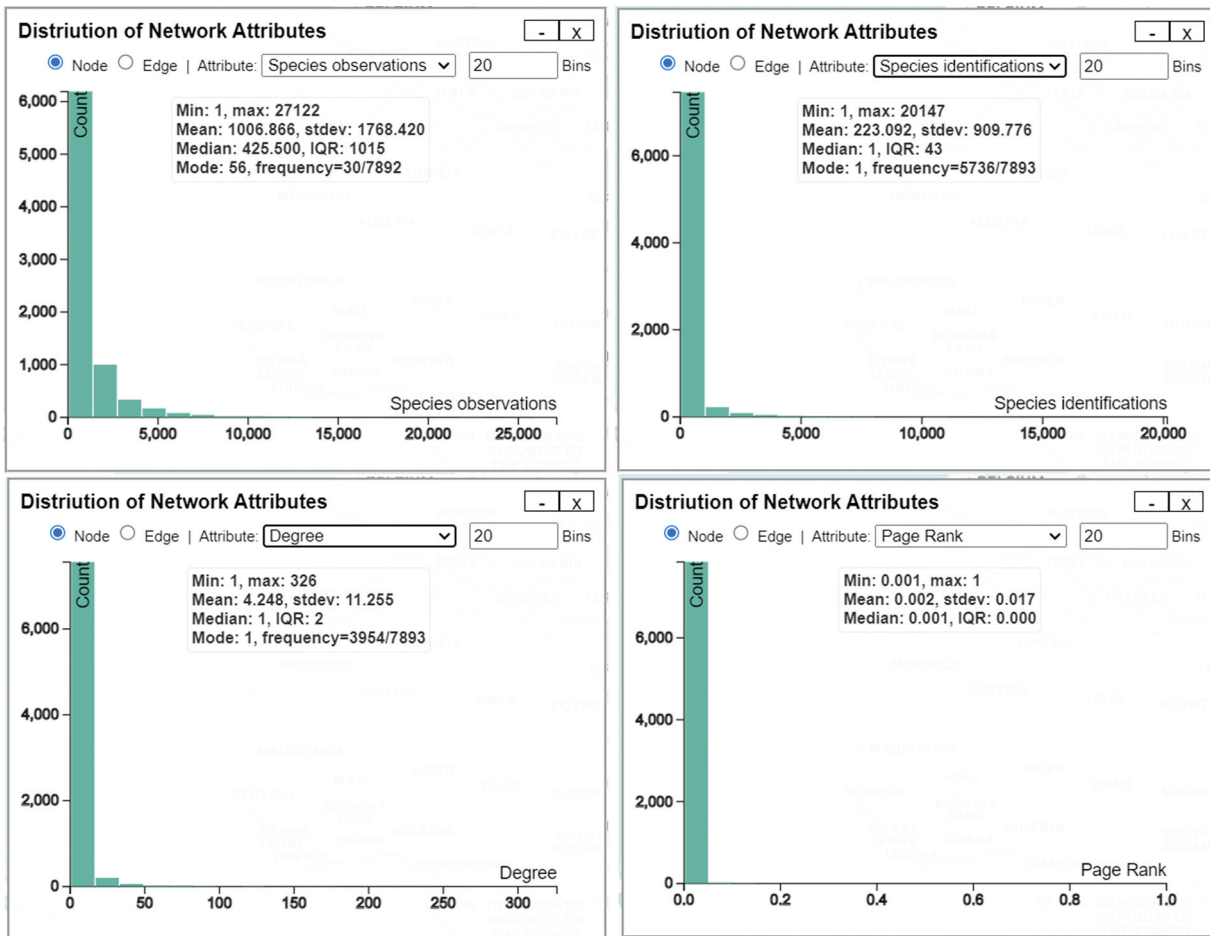 Distriution of Network Attributes
- X
Node Edge | Attribute: Species observations 20 Bins
Min: 1, max: 27122
Mean: 1006.866, stdev: 1768.420
Median: 425.500, IQR: 1015
Mode: 56, frequency=30/7892
Count
6,000
5,000
4,000
3,000
2,000
1,000
0
Species observations
0 5,000 10,000 15,000 20,000 25,000
Distriution of Network Attributes
- X
Node Edge | Attribute: Species identifications 20 Bins
Min: 1, max: 20147
Mean: 223.092, stdev: 909.776
Median: 1, IQR: 43
Mode: 1, frequency=5736/7893
Count
6,000
4,000
2,000
0
Species identifications
0 5,000 10,000 15,000 20,000
Distriution of Network Attributes
- X
Node Edge | Attribute: Degree 20 Bins
Min: 1, max: 326
Mean: 4.248, stdev: 11.255
Median: 1, IQR: 2
Mode: 1, frequency=3954/7893
Count
6,000
4,000
2,000
0
Degree
0 50 100 150 200 250 300
Distriution of Network Attributes
- X
Node Edge | Attribute: Page Rank 20 Bins
Min: 0.001, max: 1
Mean: 0.002, stdev: 0.017
Median: 0.001, IQR: 0.000
Count
6,000
4,000
2,000
0
Page Rank
0.0 0.2 0.4 0.6 0.8 1.0